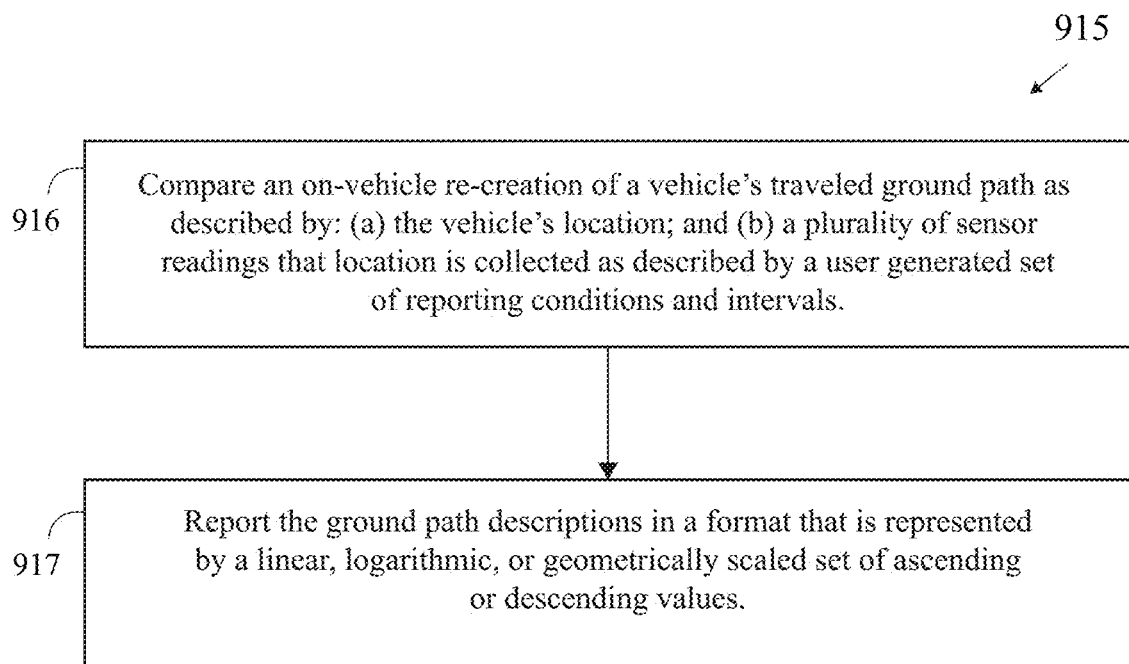 915
916
Compare an on-vehicle re-creation of a vehicle's traveled ground path as
described by: (a) the vehicle's location; and (b) a plurality of sensor
readings that location is collected as described by a user generated set
of reporting conditions and intervals.
917
Report the ground path descriptions in a format that is represented
by a linear, logarithmic, or geometrically scaled set of ascending
or descending values.